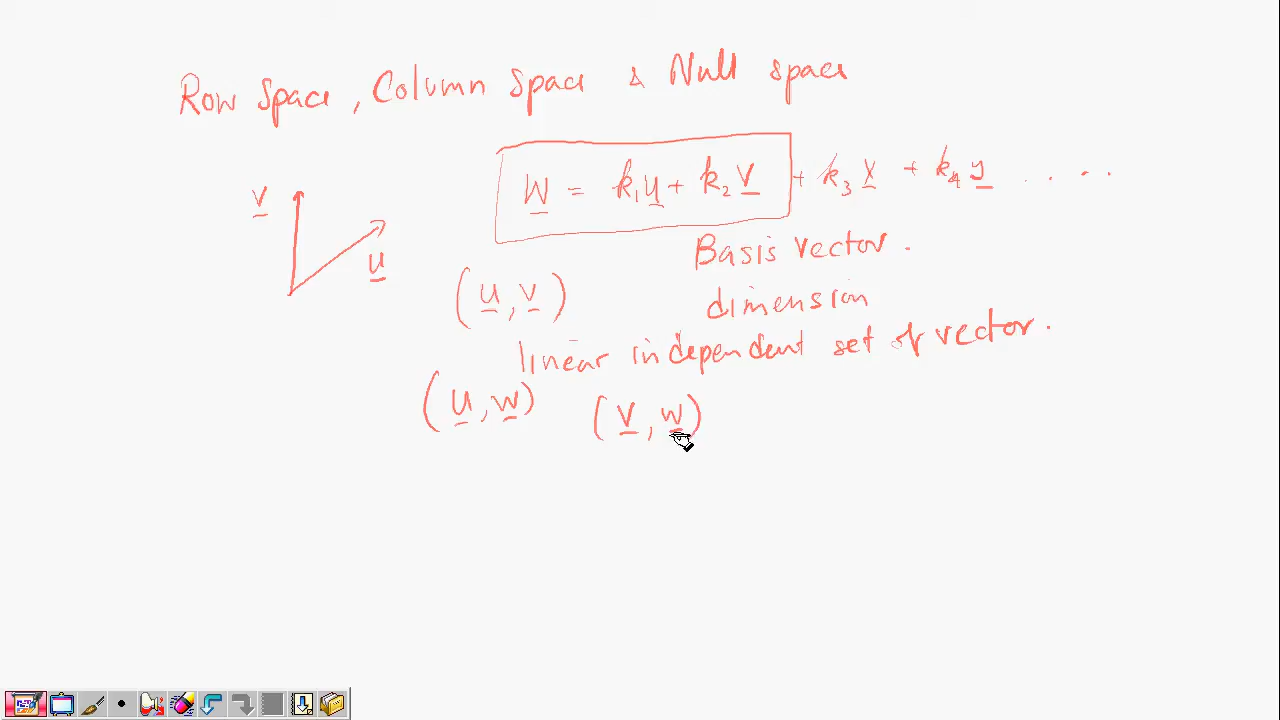 Row Space, Column Space & Null space
W = k₁u + k₂v + k₃x + k₄y . . . .
v
u
Basis vector.
(u, v)
dimension
linear independent set of vector.
(u, w) (v, w)